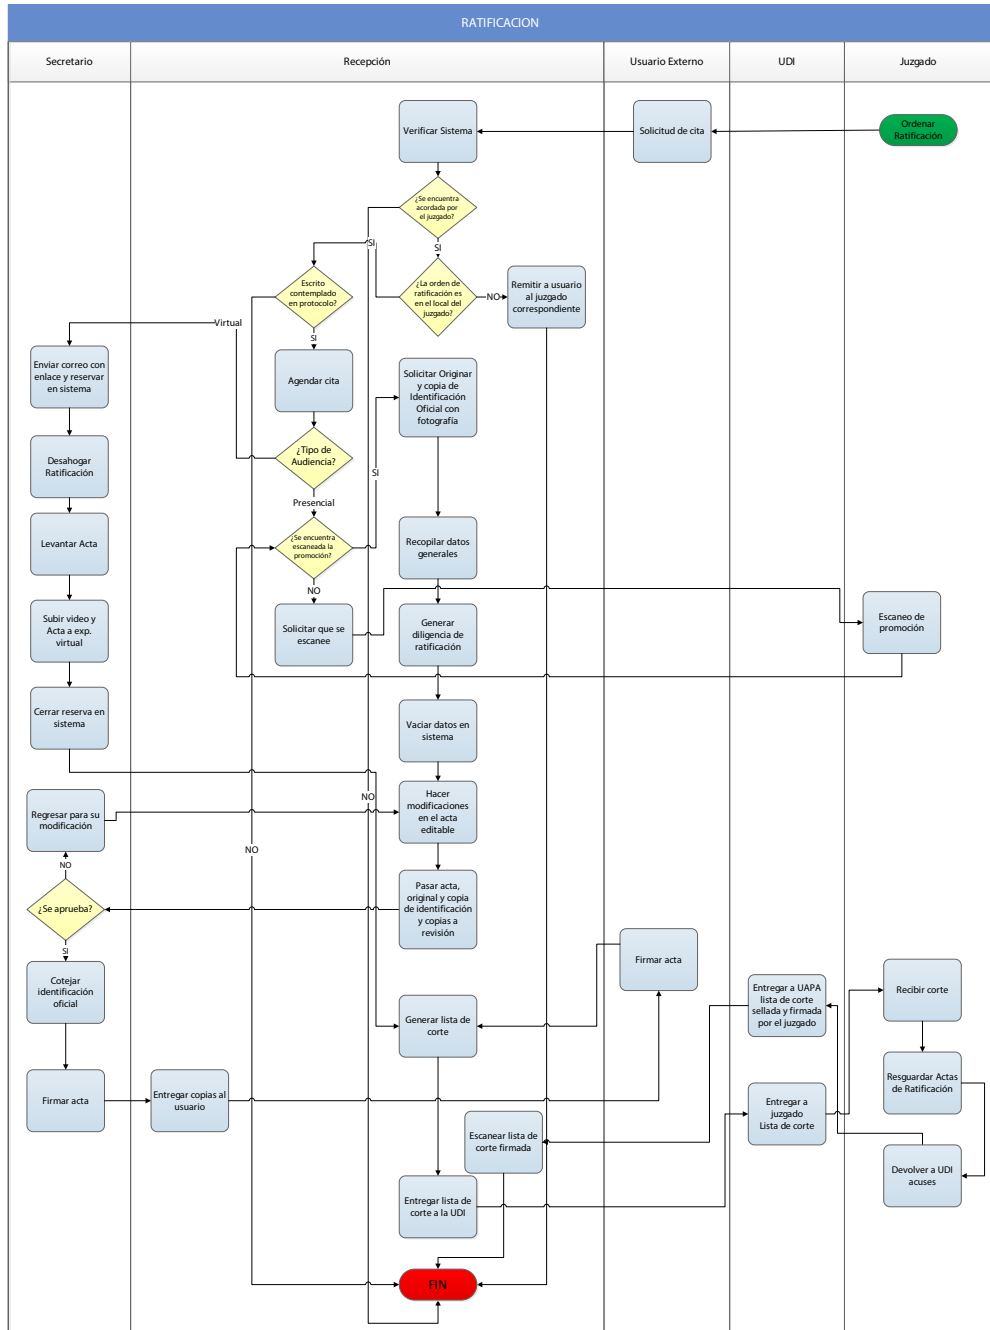 RATIFICACION
Secretario
Recepción
Usuario Externo
UDI
Juzgado
Verificar Sistema
Solicitud de cita
Ordenar
Ratificación
¿Se encuentra
acordada por
el juzgado?
SI
SI
Escrito
contemplado
en protocolo?
¿La orden de
ratificación es
en el local del
juzgado?
NO
Remitir a usuario
al juzgado
correspondiente
Virtual
SI
Enviar correo con
enlace y reservar
en sistema
Agendar cita
Solicitar Originar
y copia de
Identificación
Oficial con
fotografía
Desahogar
Ratificación
¿Tipo de
Audiencia?
SI
Presencial
Levantar Acta
¿Se encuentra
escaneada la
promoción?
Recopilar datos
generales
NO
Subir video y
Acta a exp.
virtual
Solicitar que se
escanee
Generar
diligencia de
ratificación
Escaneo de
promoción
Cerrar reserva en
sistema
Vaciar datos en
sistema
NO
Regresar para su
modificación
Hacer
modificaciones
en el acta
editable
NO
NO
¿Se aprueba?
Pasar acta,
original y copia
de identificación
y copias a
revisión
SI
Cotejar
identificación
oficial
Firmar acta
Generar lista de
corte
Entregar a UAPA
lista de corte
sellada y firmada
por el juzgado
Recibir corte
Firmar acta
Entregar copias al
usuario
Resguardar Actas
de Ratificación
Entregar a
juzgado
Lista de corte
Escanear lista de
corte firmada
Devolver a UDI
acuses
Entregar lista de
corte a la UDI
FIN